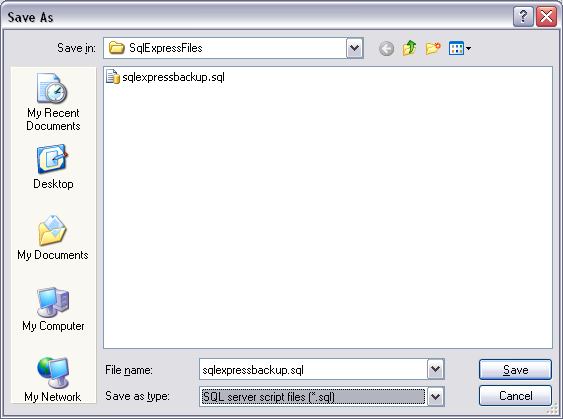 Save As
?
Save in:
SqlExpressFiles
sqlexpressbackup.sql
My Recent
Documents
Desktop
My Documents
My Computer
My Network
File name:
sqlexpressbackup.sql
Save
Save as type:
SQL server script files (*.sql)
Cancel